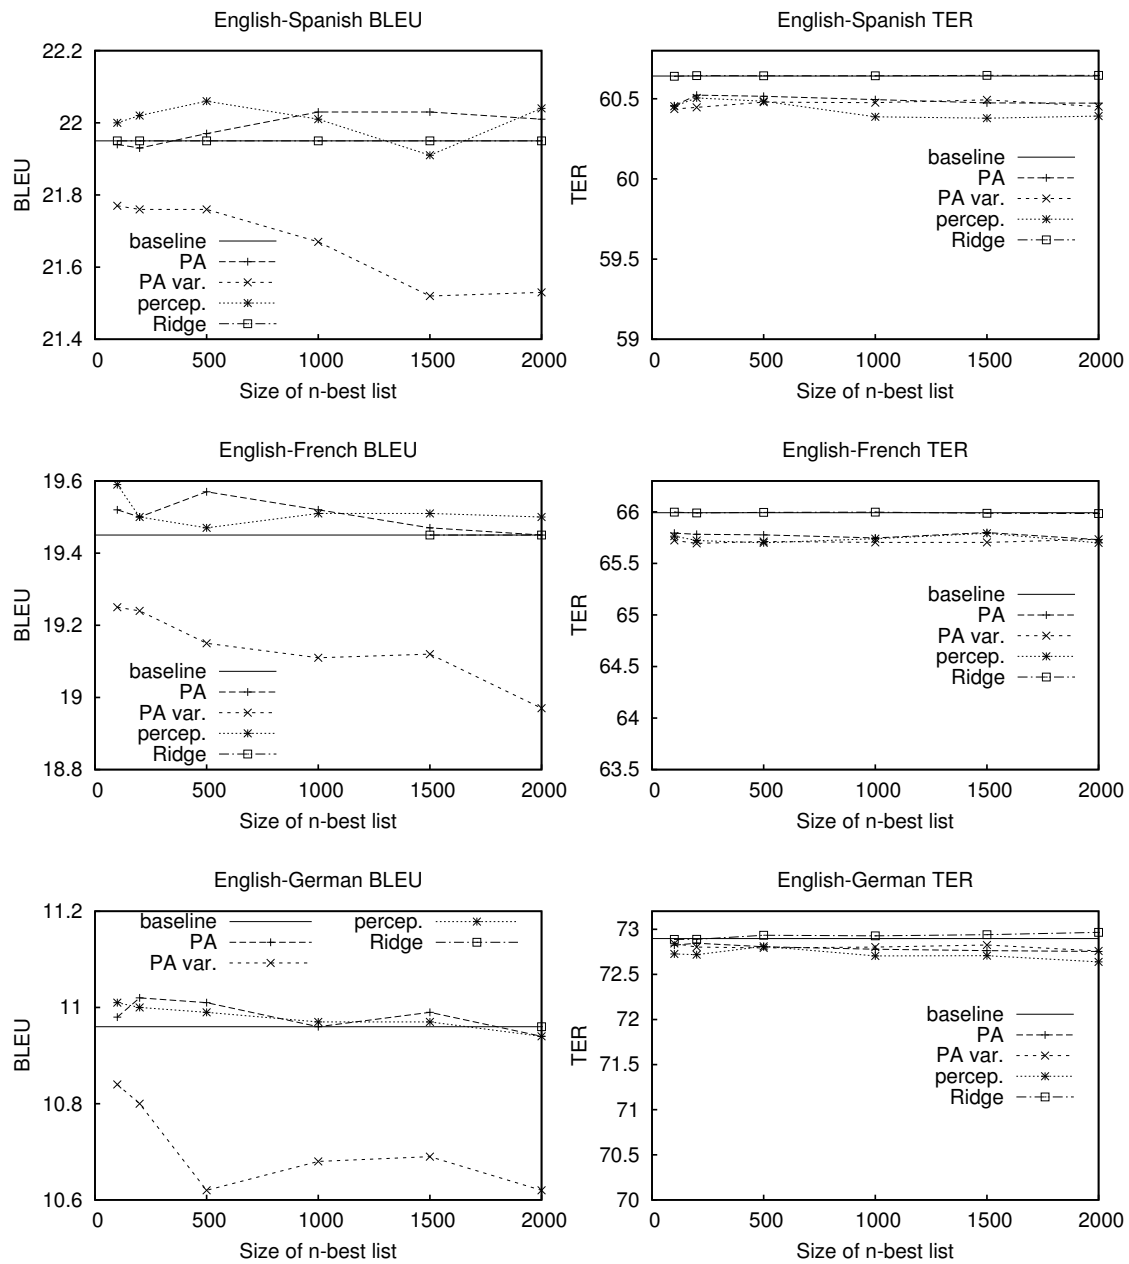 English-Spanish BLEU
22.2
22
21.8
21.6
21.4
BLEU
baseline
PA
PA var.
percep.
Ridge
0 500 1000 1500 2000
Size of n-best list
English-Spanish TER
60.5
60
59.5
59
TER
baseline
PA
PA var.
percep.
Ridge
0 500 1000 1500 2000
Size of n-best list
English-French BLEU
19.6
19.4
19.2
19
18.8
BLEU
baseline
PA
PA var.
percep.
Ridge
0 500 1000 1500 2000
Size of n-best list
English-French TER
66
65.5
65
64.5
64
63.5
TER
baseline
PA
PA var.
percep.
Ridge
0 500 1000 1500 2000
Size of n-best list
English-German BLEU
11.2
11
10.8
10.6
BLEU
baseline
PA
PA var.
percep.
Ridge
0 500 1000 1500 2000
Size of n-best list
English-German TER
73
72.5
72
71.5
71
70.5
70
TER
baseline
PA
PA var.
percep.
Ridge
0 500 1000 1500 2000
Size of n-best list